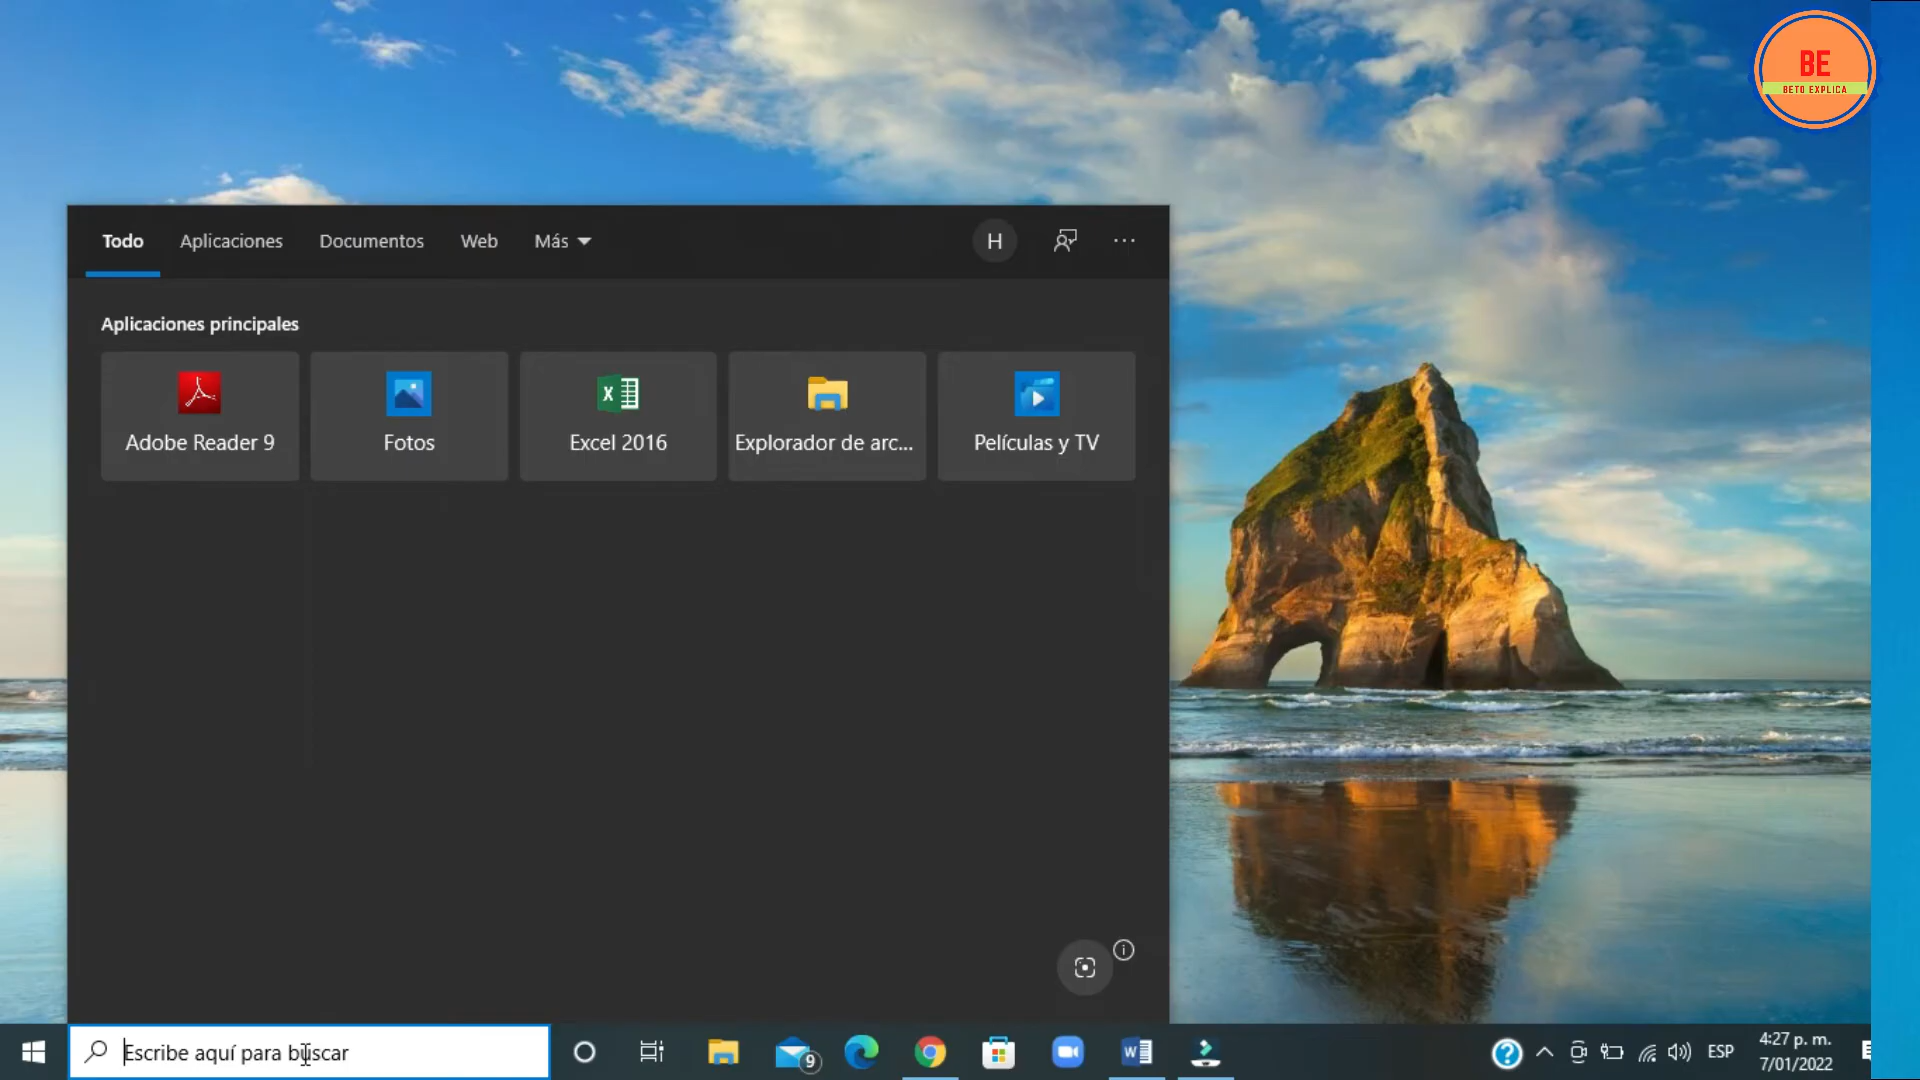 BE
BETO EXPLICA
Todo Aplicaciones Documentos Web Más H
Aplicaciones principales
Adobe Reader 9 Fotos Excel 2016 Explorador de arc... Películas y TV
Escribe aquí para buscar 9 ESP 4:27 p. m.
7/01/2022